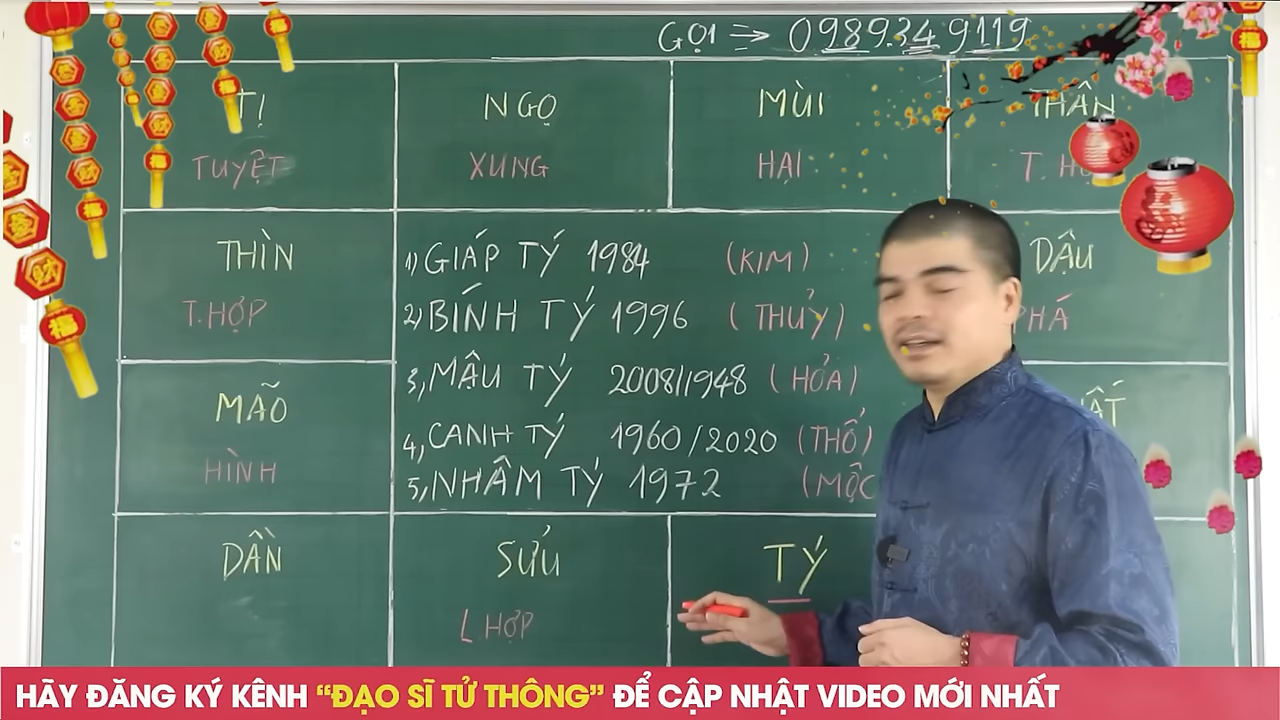 GỌI => 0989349119
TỊ
NGỌ
MÙI
THÂN
TUYỆT
XUNG
HẠI
THÌN
1) GIÁP TÝ 1984 (KIM)
DẬU
T.HỢP
2) BÍNH TÝ 1996 (THỦY)
PHÁ
3, MẬU TÝ 2008/1948 (HỎA)
MÃO
4, CANH TÝ 1960/2020 (THỔ)
HÌNH
5, NHÂM TÝ 1972 (MỘC
DẦN
SỬU
TÝ
L HỢP
HÃY ĐĂNG KÝ KÊNH “ĐẠO SĨ TỬ THÔNG” ĐỂ CẬP NHẬT VIDEO MỚI NHẤT